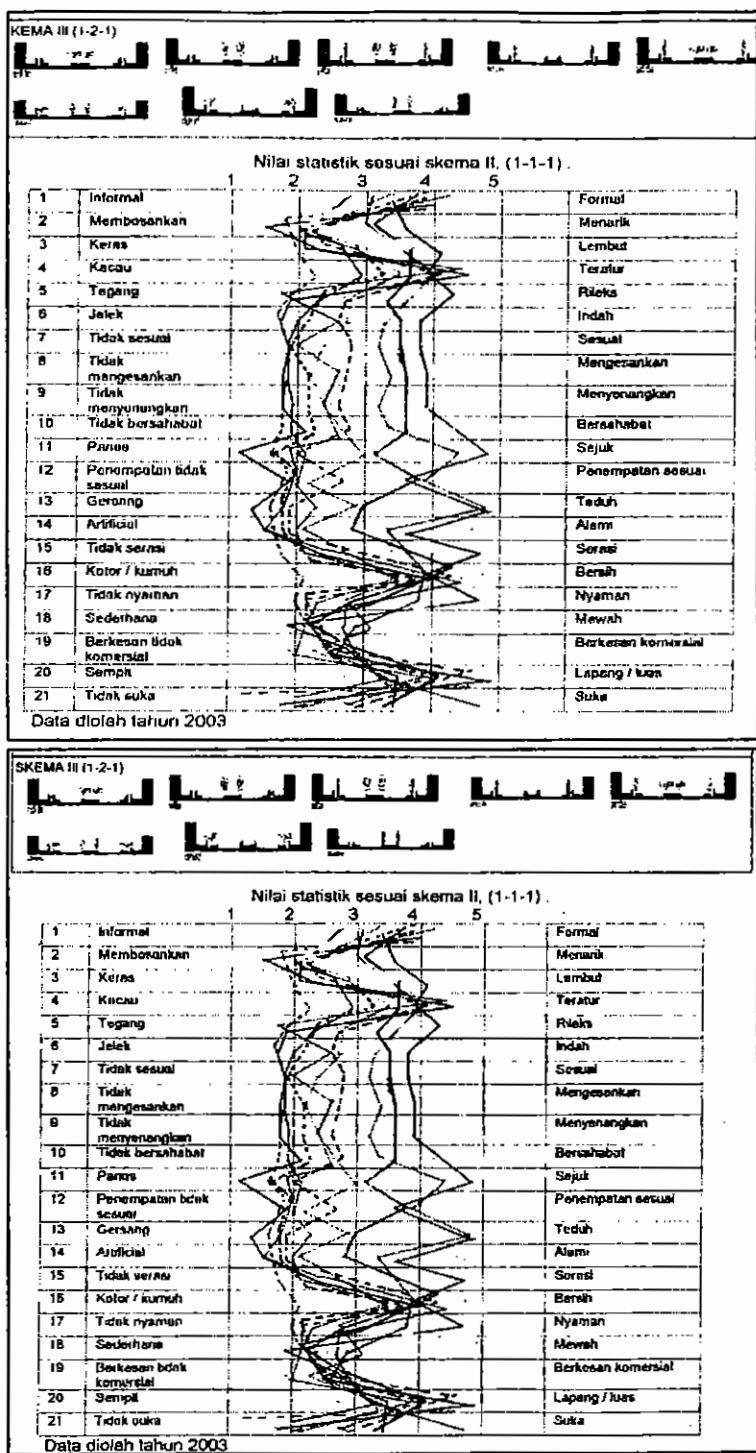 KEMA III (1-2-1)
Nilai statistik sesuai skema II, (1-1-1) .
1 2 3 4 5
1 Informal Formal
2 Membosankan Menarik
3 Keras Lembut
4 Kacau Teratur
5 Tegang Rileks
6 Jelek Indah
7 Tidak sesuai Sesuai
8 Tidak Mengesankan
mengesankan
9 Tidak Menyenangkan
menyenangkan
10 Tidak bersahabat Bersahabat
11 Panas Sejuk
12 Penempatan tidak Penempatan sesuai
sesuai
13 Gersang Teduh
14 Artificial Alami
15 Tidak serasi Serasi
16 Kotor / kumuh Bersih
17 Tidak nyaman Nyaman
18 Sederhana Mewah
19 Berkesan tidak Berkesan komersial
komersial
20 Sempit Lapang / luas
21 Tidak suka Suka
Data diolah tahun 2003
SKEMA III (1-2-1)
Nilai statistik sesuai skema II, (1-1-1) .
1 2 3 4 5
1 Informal Formal
2 Membosankan Menarik
3 Keras Lembut
4 Kacau Teratur
5 Tegang Rileks
6 Jelek Indah
7 Tidak sesuai Sesuai
8 Tidak Mengesankan
mengesankan
9 Tidak Menyenangkan
menyenangkan
10 Tidak bersahabat Bersahabat
11 Panas Sejuk
12 Penempatan tidak Penempatan sesuai
sesuai
13 Gersang Teduh
14 Artificial Alami
15 Tidak serasi Serasi
16 Kotor / kumuh Bersih
17 Tidak nyaman Nyaman
18 Sederhana Mewah
19 Berkesan tidak Berkesan komersial
komersial
20 Sempit Lapang / luas
21 Tidak suka Suka
Data diolah tahun 2003